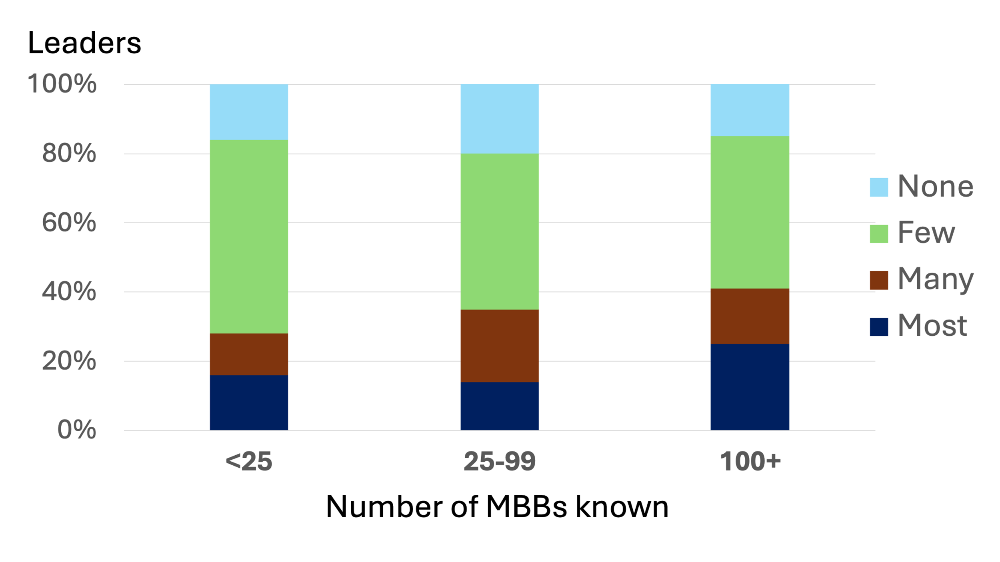 Leaders
100%
80%
60%
40%
20%
0%
None
Few
Many
Most
<25
25-99
100+
Number of MBBs known